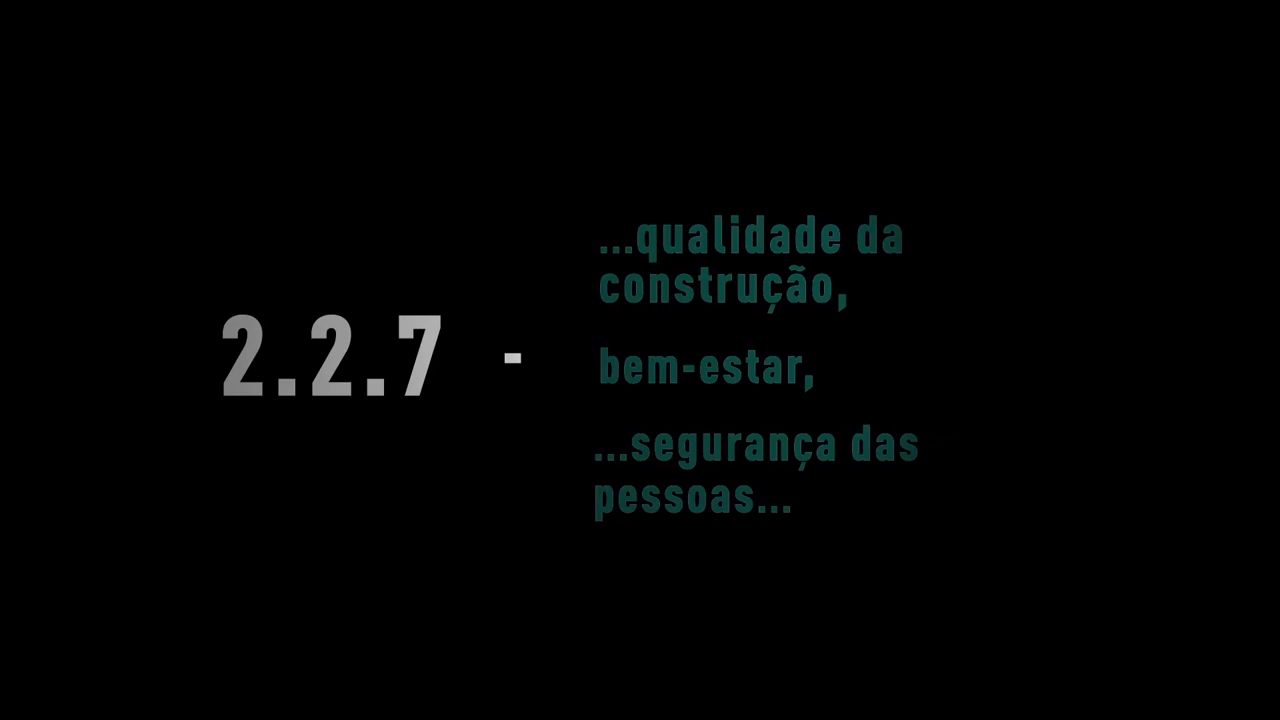 2.2.7 -
...qualidade da
construção,
bem-estar,
...segurança das
pessoas...